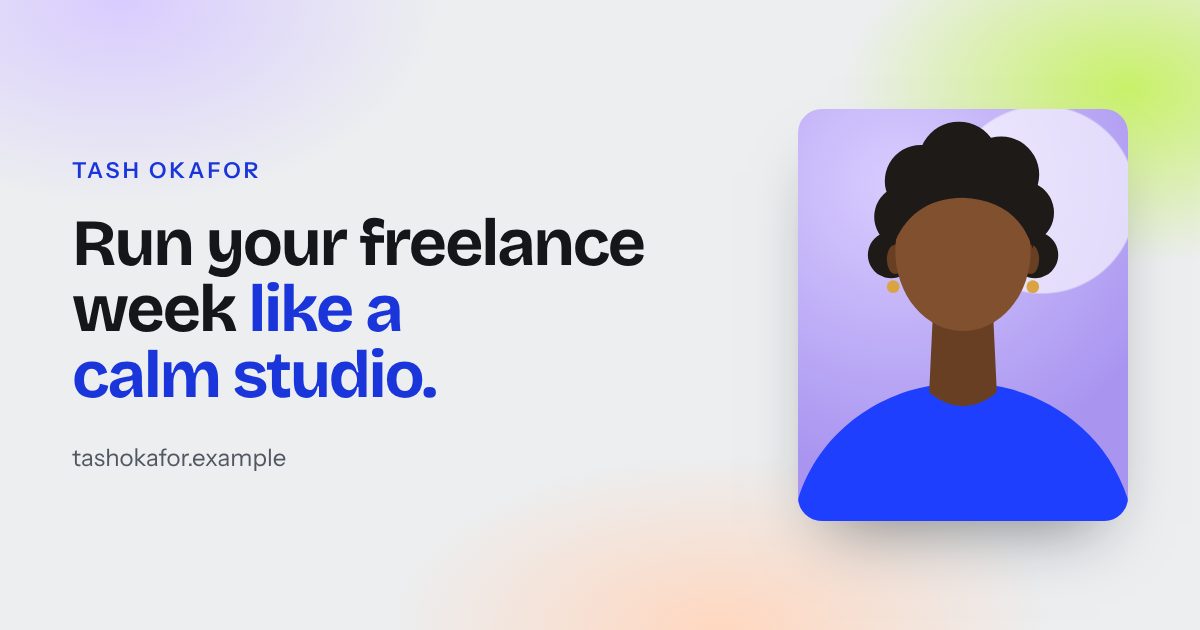 TASH OKAFOR
Run your freelance
week like a
calm studio.
tashokafor.example